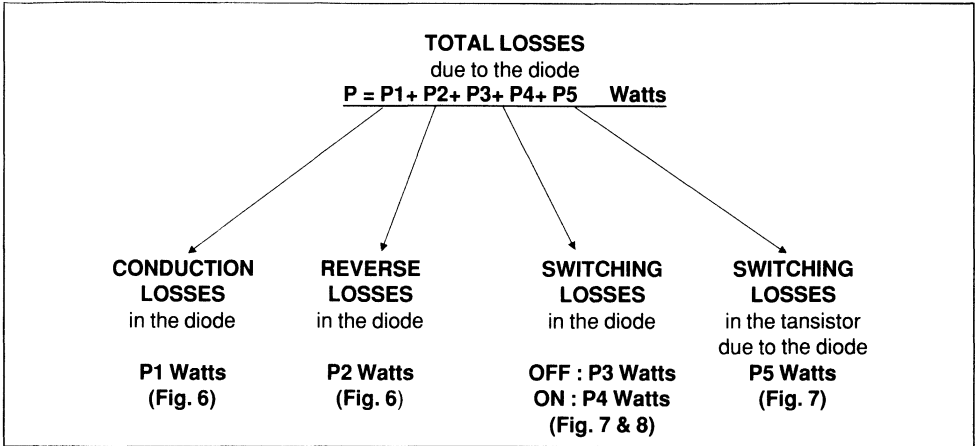 TOTAL LOSSES
due to the diode
P = P1+ P2+ P3+ P4+ P5 Watts
CONDUCTION
LOSSES
in the diode
P1 Watts
(Fig. 6)
REVERSE
LOSSES
in the diode
P2 Watts
(Fig. 6)
SWITCHING
LOSSES
in the diode
OFF : P3 Watts
ON : P4 Watts
(Fig. 7 & 8)
SWITCHING
LOSSES
in the tansistor
due to the diode
P5 Watts
(Fig. 7)